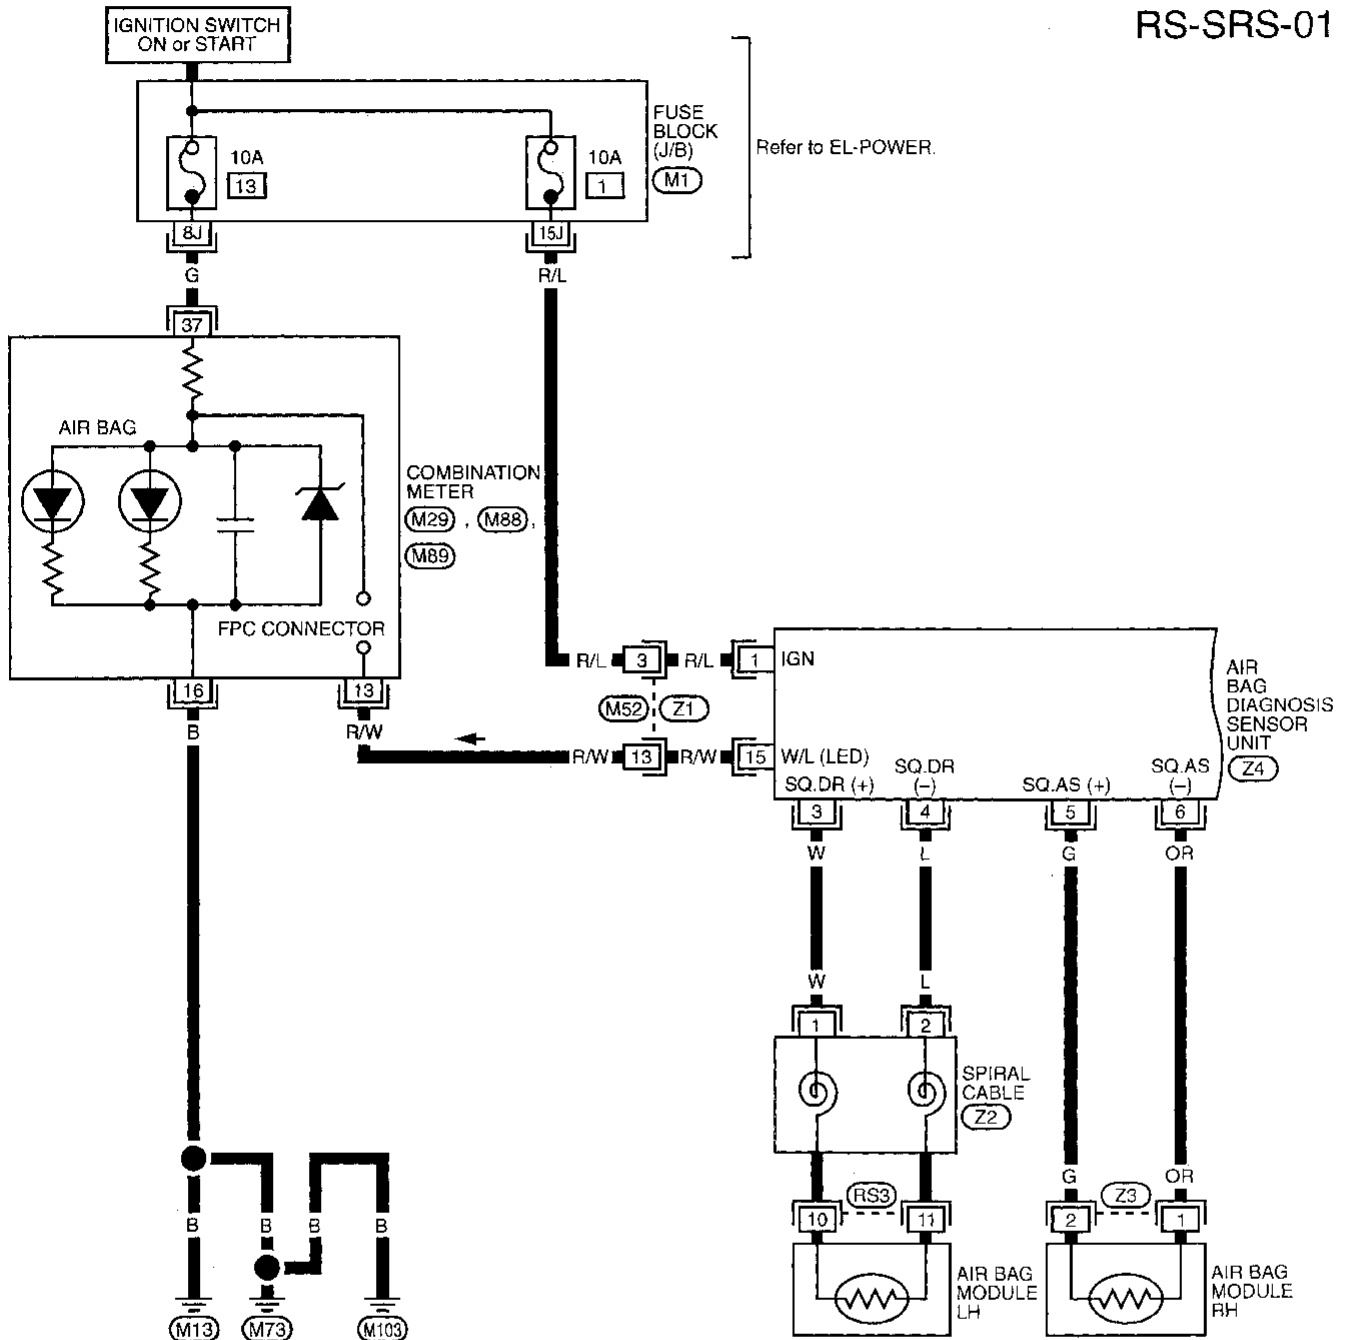 RS-SRS-01
IGNITION SWITCH
ON or START
10A
13
10A
1
FUSE
BLOCK
(J/B)
M1
Refer to EL-POWER.
8J
15J
G
R/L
37
AIR BAG
COMBINATION
METER
M29 , M88 ,
M89
FPC CONNECTOR
16
13
B
R/W
R/L
3
R/L
1
IGN
M52
Z1
R/W
13
R/W
15
W/L (LED)
AIR
BAG
DIAGNOSIS
SENSOR
UNIT
Z4
SQ.DR (+)
SQ.DR
(–)
SQ.AS (+)
SQ.AS
(–)
3
4
5
6
W
L
G
OR
W
L
1
2
SPIRAL
CABLE
Z2
G
OR
RS3
Z3
10
11
2
1
B
B
B
B
AIR BAG
MODULE
LH
AIR BAG
MODULE
RH
M13
M73
M103